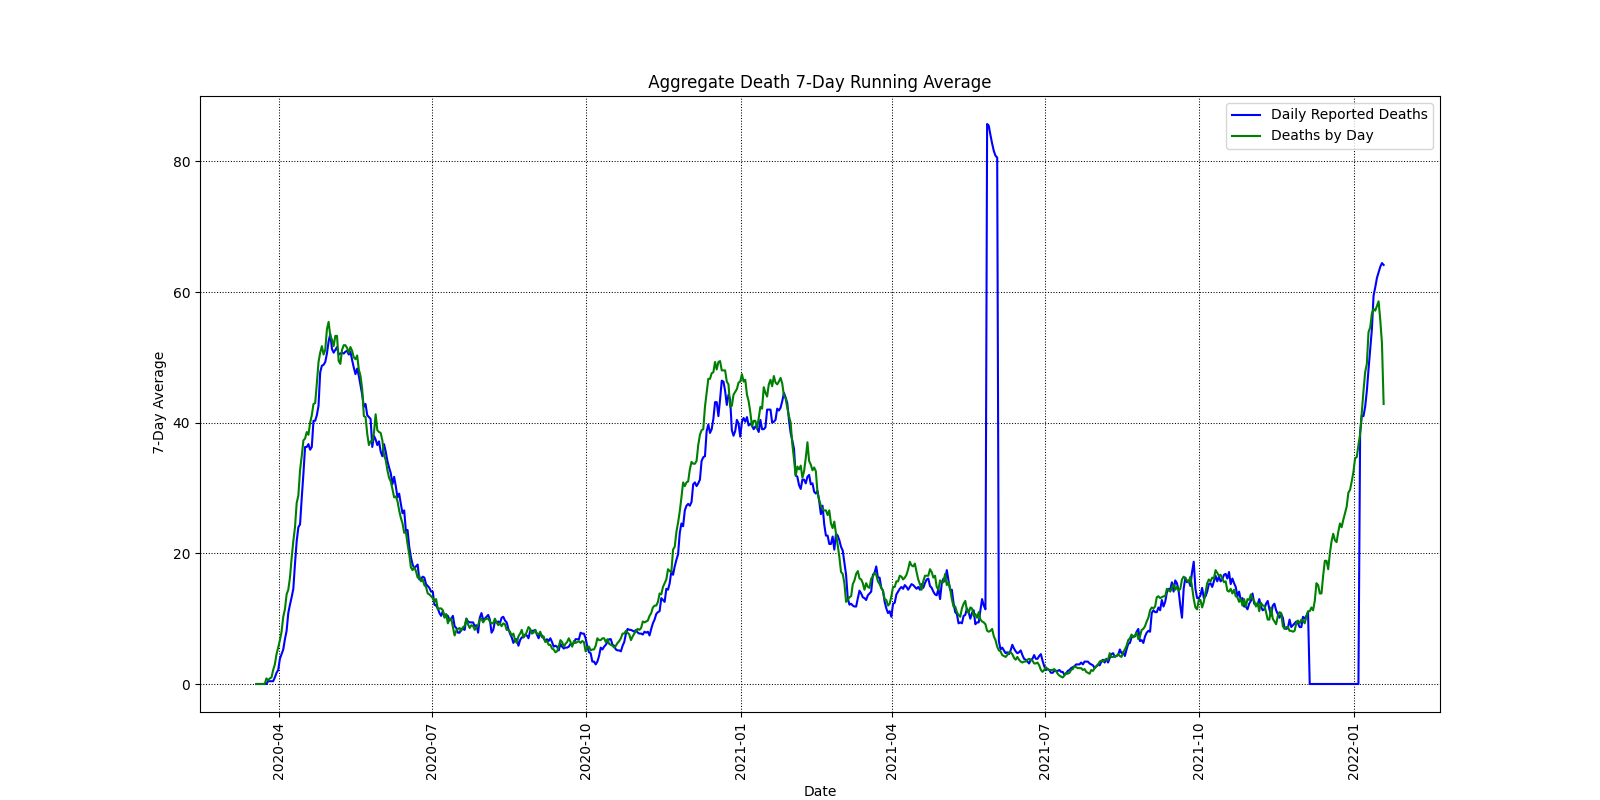 Aggregate Death 7-Day Running Average
Daily Reported Deaths
Deaths by Day
7-Day Average
80
60
40
20
0
2020-04
2020-07
2020-10
2021-01
2021-04
2021-07
2021-10
2022-01
Date